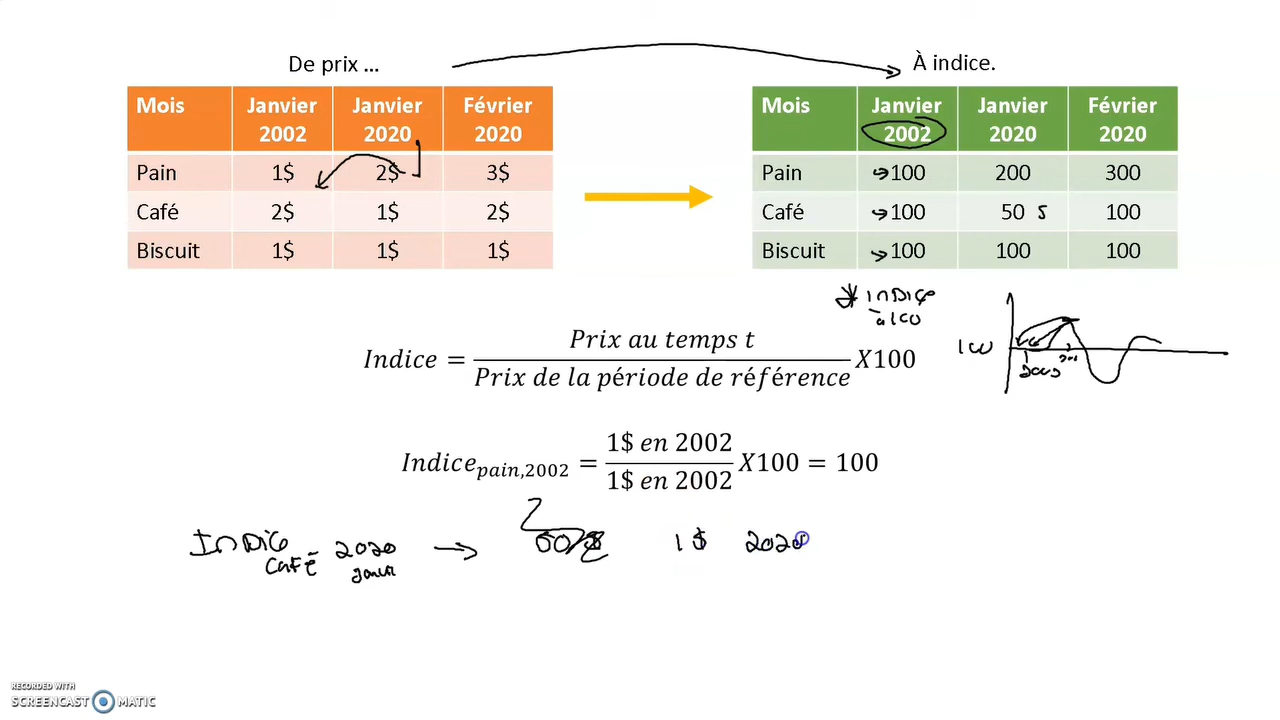 De prix ...
À indice.
Mois Janvier 2002 Janvier 2020 Février 2020
Pain 1$ 2$ 3$
Café 2$ 1$ 2$
Biscuit 1$ 1$ 1$
Mois Janvier 2002 Janvier 2020 Février 2020
Pain 100 200 300
Café 100 50 s
100
Biscuit 100 100 100
* INDICE
à 100
Indice = Prix au temps t / Prix de la période de référence X100
100
Indice pain,2002 = 1$ en 2002 / 1$ en 2002 X100 = 100
INDICE café 2020
1$ 2020
RECORDED WITH
SCREENCAST MATIC